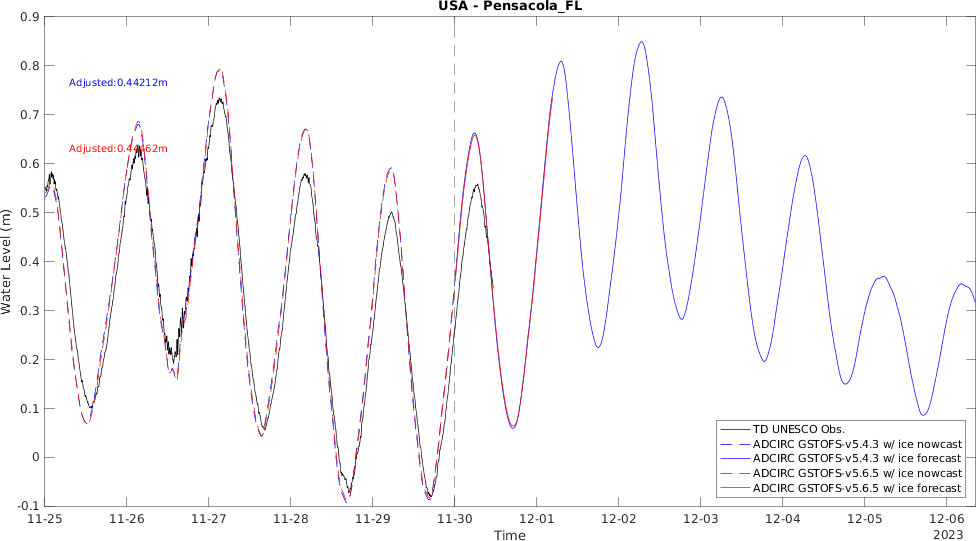 USA - Pensacola_FL
0.9
0.8
0.7
0.6
0.5
0.4
0.3
0.2
0.1
0
-0.1
Water Level (m)
Adjusted:0.44212m
Adjusted:0.44462m
TD UNESCO Obs.
ADCIRC GSTOFS-v5.4.3 w/ ice nowcast
ADCIRC GSTOFS-v5.4.3 w/ ice forecast
ADCIRC GSTOFS-v5.6.5 w/ ice nowcast
ADCIRC GSTOFS-v5.6.5 w/ ice forecast
11-25 11-26 11-27 11-28 11-29 11-30 12-01 12-02 12-03 12-04 12-05 12-06
Time
2023